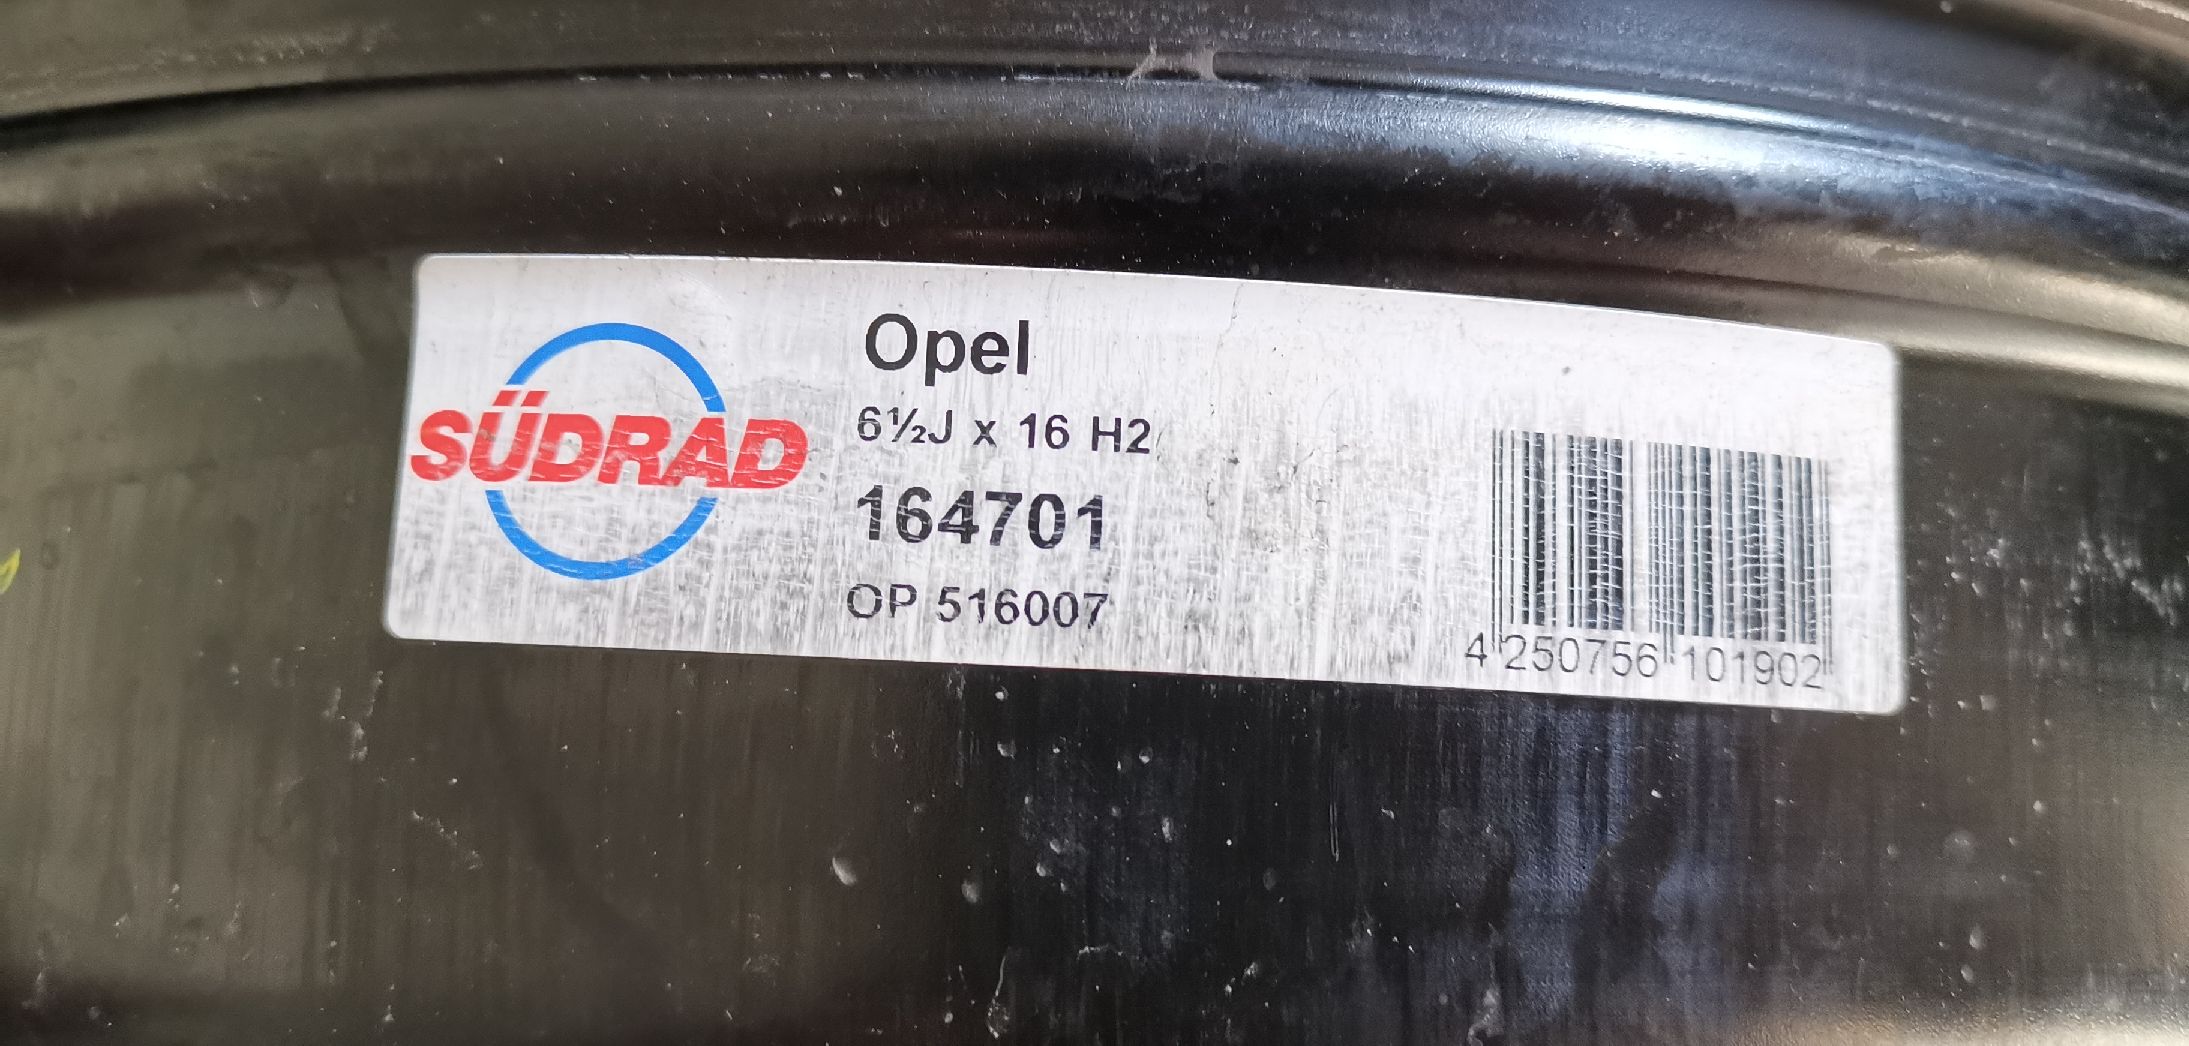 SÜDRAD
Opel
6½J x 16 H2
164701
OP 516007
4 250756 101902